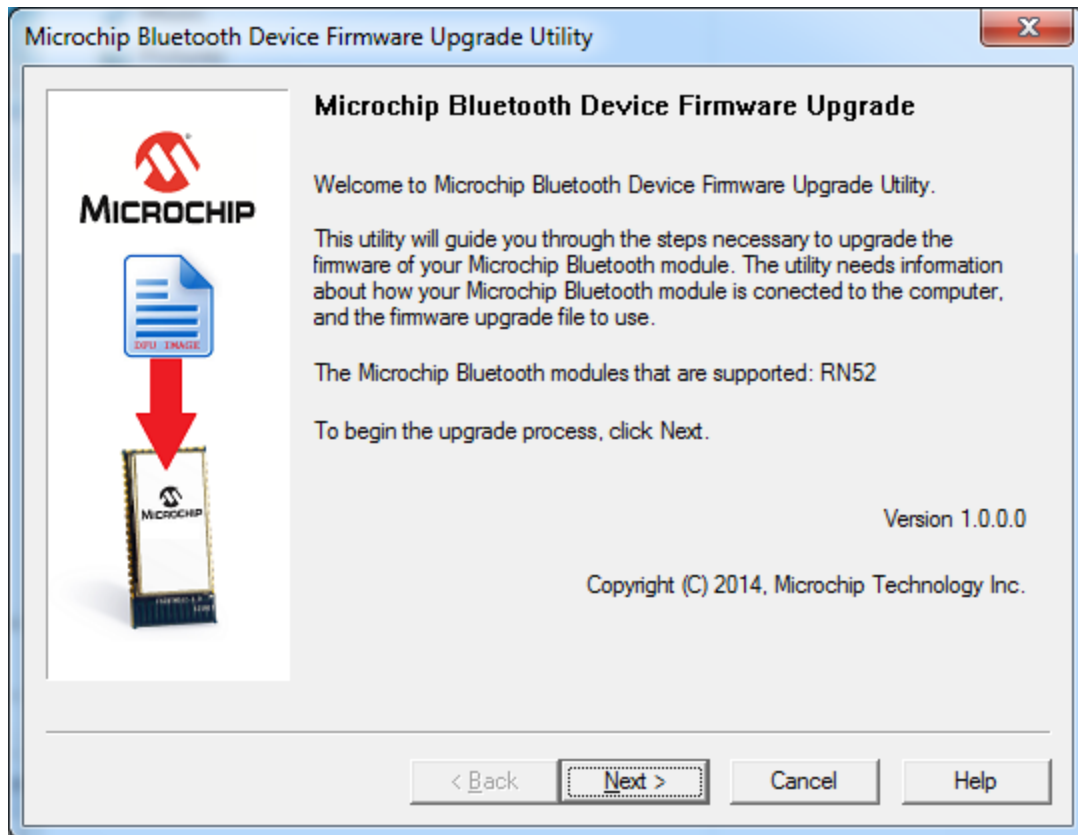 Microchip Bluetooth Device Firmware Upgrade Utility
MICROCHIP
DFU IMAGE
MICROCHIP
Microchip Bluetooth Device Firmware Upgrade
Welcome to Microchip Bluetooth Device Firmware Upgrade Utility.
This utility will guide you through the steps necessary to upgrade the
firmware of your Microchip Bluetooth module. The utility needs information
about how your Microchip Bluetooth module is conected to the computer,
and the firmware upgrade file to use.
The Microchip Bluetooth modules that are supported: RN52
To begin the upgrade process, click Next.
Version 1.0.0.0
Copyright (C) 2014, Microchip Technology Inc.
< Back
Next >
Cancel
Help